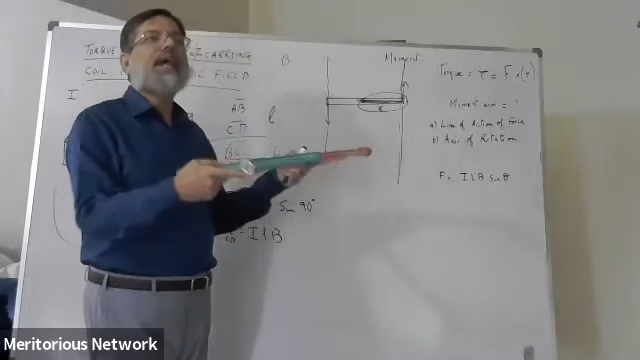 TORQUE CARRYING
COIL FIELD
I
B
AB
CD
l
BC
Sin 90°
= I l B
Moment
Torque = τ = F × (r)
Moment arm = ?
a) Line of Action of Force
b) Axis of Rotation
F = I L B sin θ
Meritorious Network